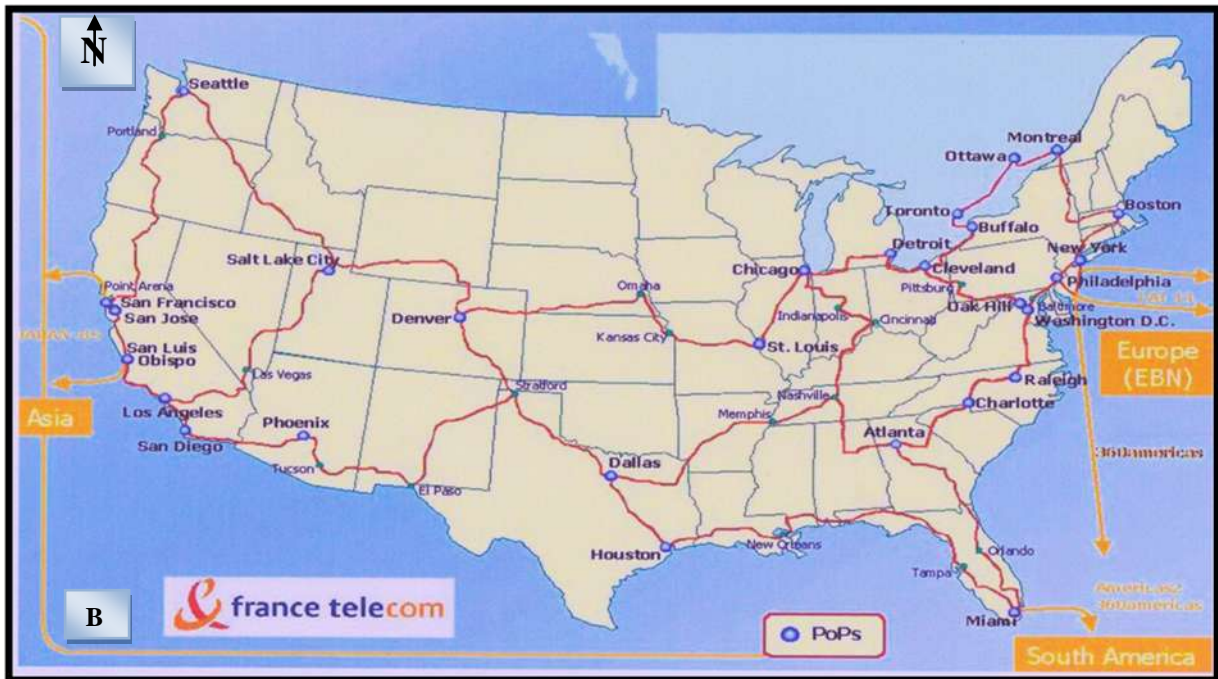 N
Seattle
Portland
Montreal
Ottawa
Toronto
Boston
Buffalo
Detroit
New York
Salt Lake City
Chicago
Cleveland
Point Arena
Omaha
Pittsburg
Philadelphia
San Francisco
Oak Hill
Baltimore
San Jose
Denver
Indianapolis
Cincinnati
Washington D.C.
Kansas City
San Luis
Obispo
St. Louis
Europe
(EBN)
Las Vegas
Stratford
Raleigh
Nashville
Los Angeles
Charlotte
Asia
Phoenix
Memphis
San Diego
Atlanta
360americas
Tucson
Dallas
El Paso
Houston
New Orleans
Orlando
Tampa
Americas2
360americas
B
france telecom
Miami
PoPs
South America